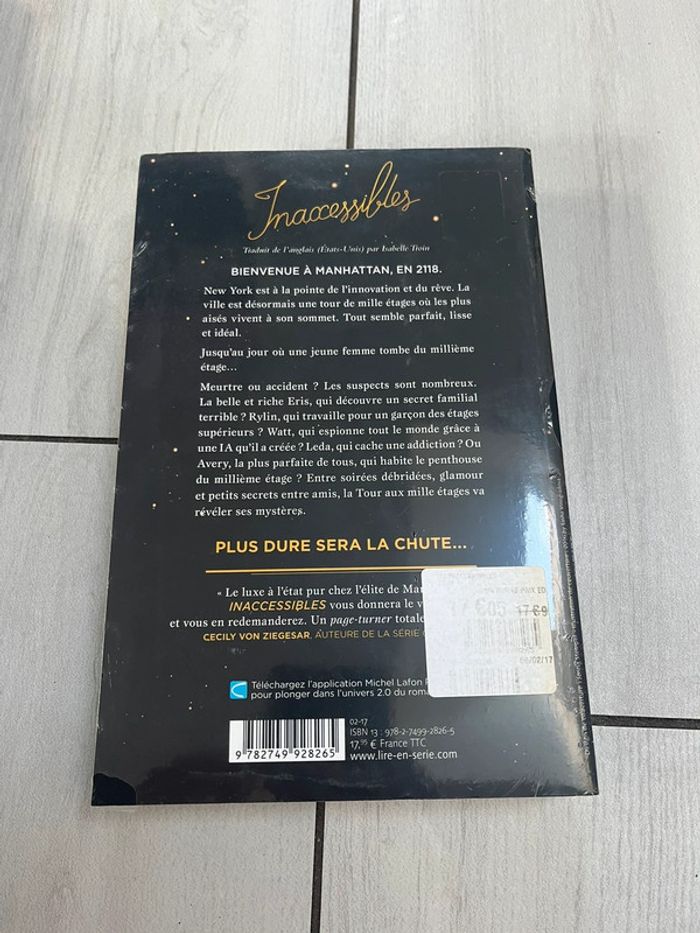 Inaccessibles
Traduit de l'anglais (États-Unis) par Isabelle Troin
BIENVENUE À MANHATTAN, EN 2118.
New York est à la pointe de l'innovation et du rêve. La
ville est désormais une tour de mille étages où les plus
aisés vivent à son sommet. Tout semble parfait, lisse
et idéal.
Jusqu'au jour où une jeune femme tombe du millième
étage...
Meurtre ou accident ? Les suspects sont nombreux.
La belle et riche Eris, qui découvre un secret familial
terrible ? Rylin, qui travaille pour un garçon des étages
supérieurs ? Watt, qui espionne tout le monde grâce à
une IA qu'il a créée ? Leda, qui cache une addiction ? Ou
Avery, la plus parfaite de tous, qui habite le penthouse
du millième étage ? Entre soirées débridées, glamour
et petits secrets entre amis, la Tour aux mille étages va
révéler ses mystères.
PLUS DURE SERA LA CHUTE...
« Le luxe à l'état pur chez l'élite de Man
INACCESSIBLES vous donnera le v
et vous en redemanderez. Un page-turner totale
CECILY VON ZIEGESAR, AUTEURE DE LA SÉRIE
17 €05 17 €9
06/02/17
Téléchargez l'application Michel Lafon
pour plonger dans l'univers 2.0 du rom
02-17
ISBN 13 : 978-2-7499-2826-5
17,95 € France TTC
www.lire-en-serie.com
9 782749 928265